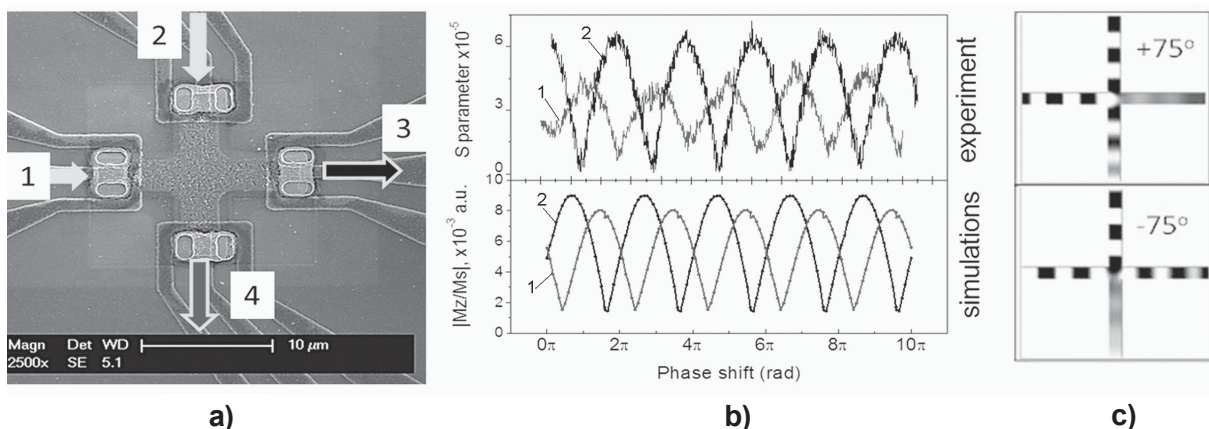 2
3
1
4
Magn Det WD 10 μm
2500x SE 5.1
a)
S parameter x10⁻⁵
6
3
0
2
1
experiment
|Mz/Ms|, x10⁻³ a.u.
10
8
6
4
2
0
2
1
simulations
0π 2π 4π 6π 8π 10π
Phase shift (rad)
b)
+75°
-75°
c)